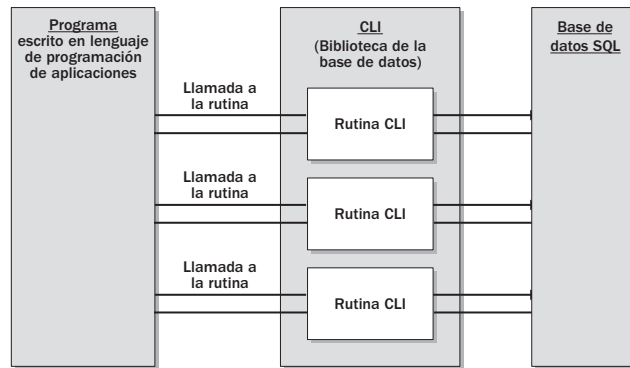 Programa
escrito en lenguaje
de programación
de aplicaciones
CLI
(Biblioteca de la
base de datos)
Base de
datos SQL
Llamada a
la rutina
Rutina CLI
Llamada a
la rutina
Rutina CLI
Llamada a
la rutina
Rutina CLI